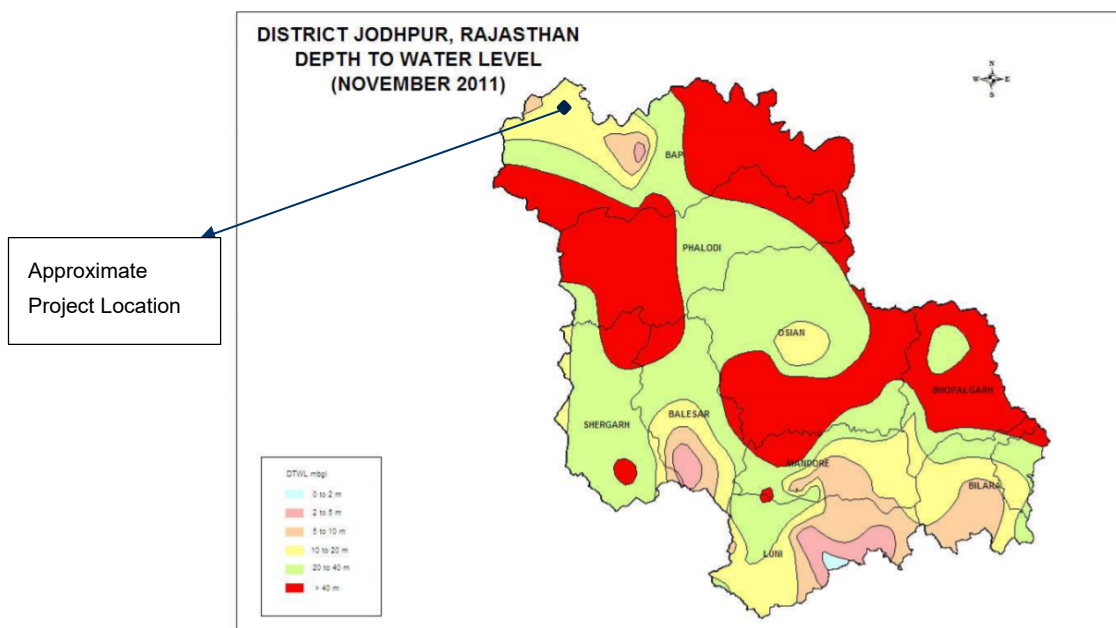 DISTRICT JODHPUR, RAJASTHAN
DEPTH TO WATER LEVEL
(NOVEMBER 2011)
N
W E
S
BAP
Approximate
Project Location
PHALODI
OSIAN
BHOPALGARH
SHERGARH
BALESAR
MANDORE
BILARA
LUNI
DTWL mbgl
0 to 2 m
2 to 5 m
5 to 10 m
10 to 20 m
20 to 40 m
> 40 m